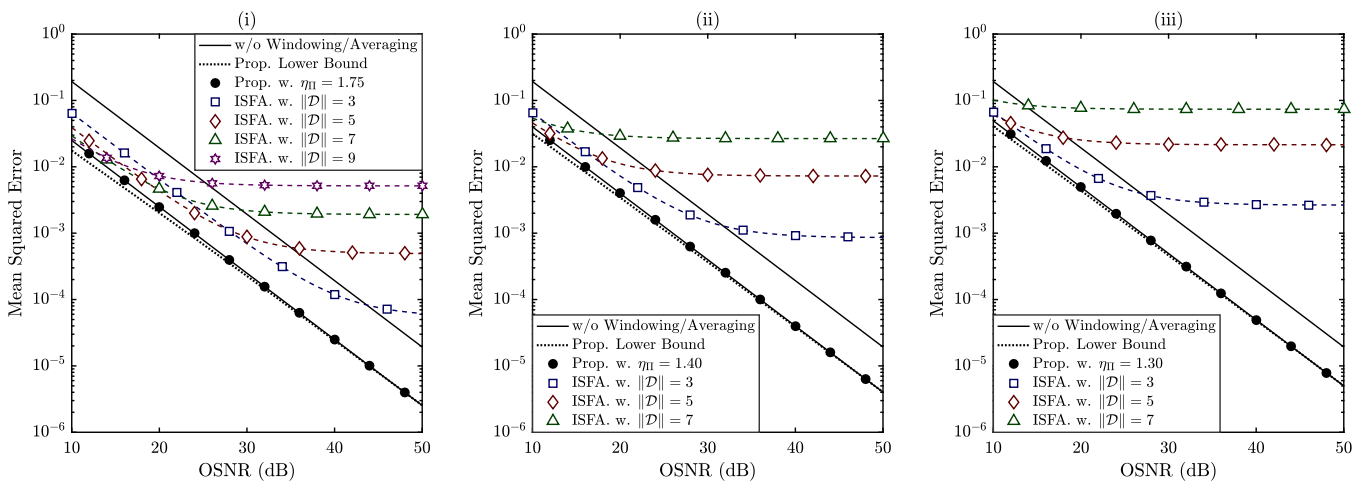 (i)
10^0
10^-1
10^-2
10^-3
10^-4
10^-5
10^-6
Mean Squared Error
w/o Windowing/Averaging
Prop. Lower Bound
Prop. w. η_Π = 1.75
ISFA. w. ‖𝒟‖ = 3
ISFA. w. ‖𝒟‖ = 5
ISFA. w. ‖𝒟‖ = 7
ISFA. w. ‖𝒟‖ = 9
10 20 30 40 50
OSNR (dB)
(ii)
10^0
10^-1
10^-2
10^-3
10^-4
10^-5
10^-6
Mean Squared Error
w/o Windowing/Averaging
Prop. Lower Bound
Prop. w. η_Π = 1.40
ISFA. w. ‖𝒟‖ = 3
ISFA. w. ‖𝒟‖ = 5
ISFA. w. ‖𝒟‖ = 7
10 20 30 40 50
OSNR (dB)
(iii)
10^0
10^-1
10^-2
10^-3
10^-4
10^-5
10^-6
Mean Squared Error
w/o Windowing/Averaging
Prop. Lower Bound
Prop. w. η_Π = 1.30
ISFA. w. ‖𝒟‖ = 3
ISFA. w. ‖𝒟‖ = 5
ISFA. w. ‖𝒟‖ = 7
10 20 30 40 50
OSNR (dB)